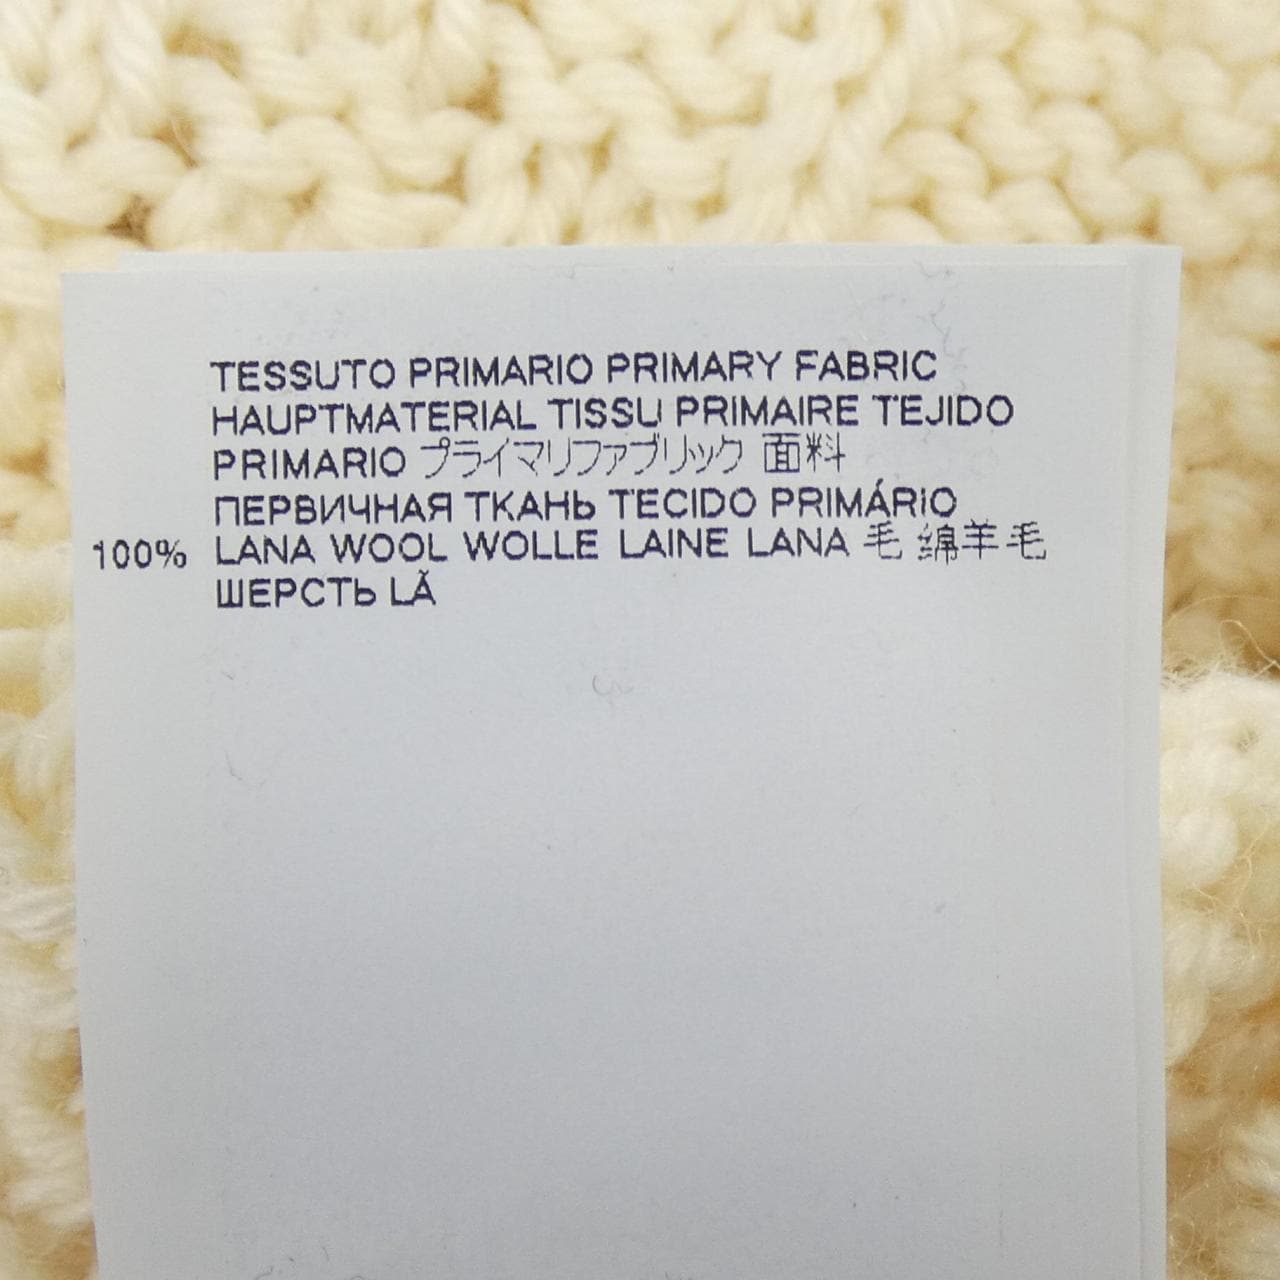 TESSUTO PRIMARIO PRIMARY FABRIC
HAUPTMATERIAL TISSU PRIMAIRE TEJIDO
PRIMARIO プライマリファブリック 面料
ПЕРВИЧНАЯ ТКАНЬ TECIDO PRIMÁRIO
100% LANA WOOL WOLLE LAINE LANA 毛 绵羊毛
ШЕРСТЬ LÃ